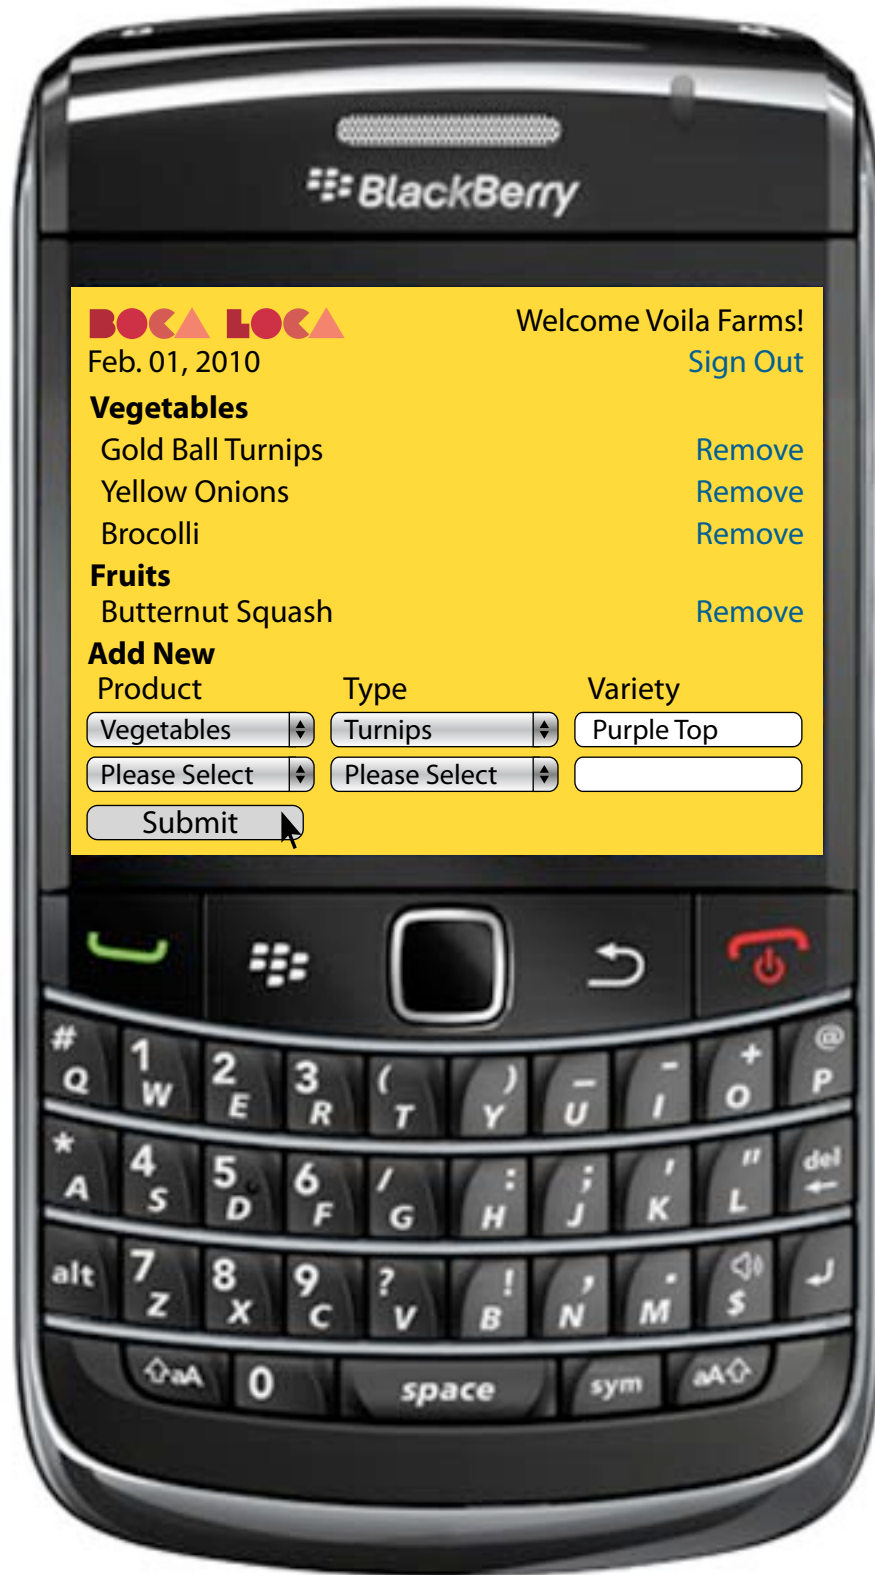 BlackBerry
BOCA LOCA Welcome Voila Farms!
Feb. 01, 2010 Sign Out
Vegetables
Gold Ball Turnips Remove
Yellow Onions Remove
Brocolli Remove
Fruits
Butternut Squash Remove
Add New
Product Type Variety
Vegetables Turnips Purple Top
Please Select Please Select
Submit
# Q 1 W 2 E 3 R ( T ) Y _ U - I + O @ P
* A 4 S 5 D 6 F / G : H ; J ' K " L del
alt 7 Z 8 X 9 C ? V ! B , N . M $
aA 0 space sym aA